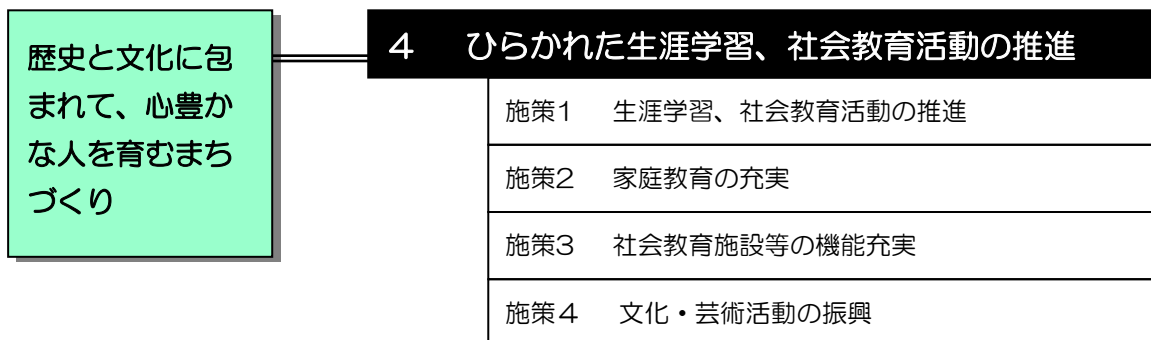 歴史と文化に包
まれて、心豊か
な人を育むまち
づくり
４　ひらかれた生涯学習、社会教育活動の推進
施策1　生涯学習、社会教育活動の推進
施策2　家庭教育の充実
施策3　社会教育施設等の機能充実
施策４　文化・芸術活動の振興